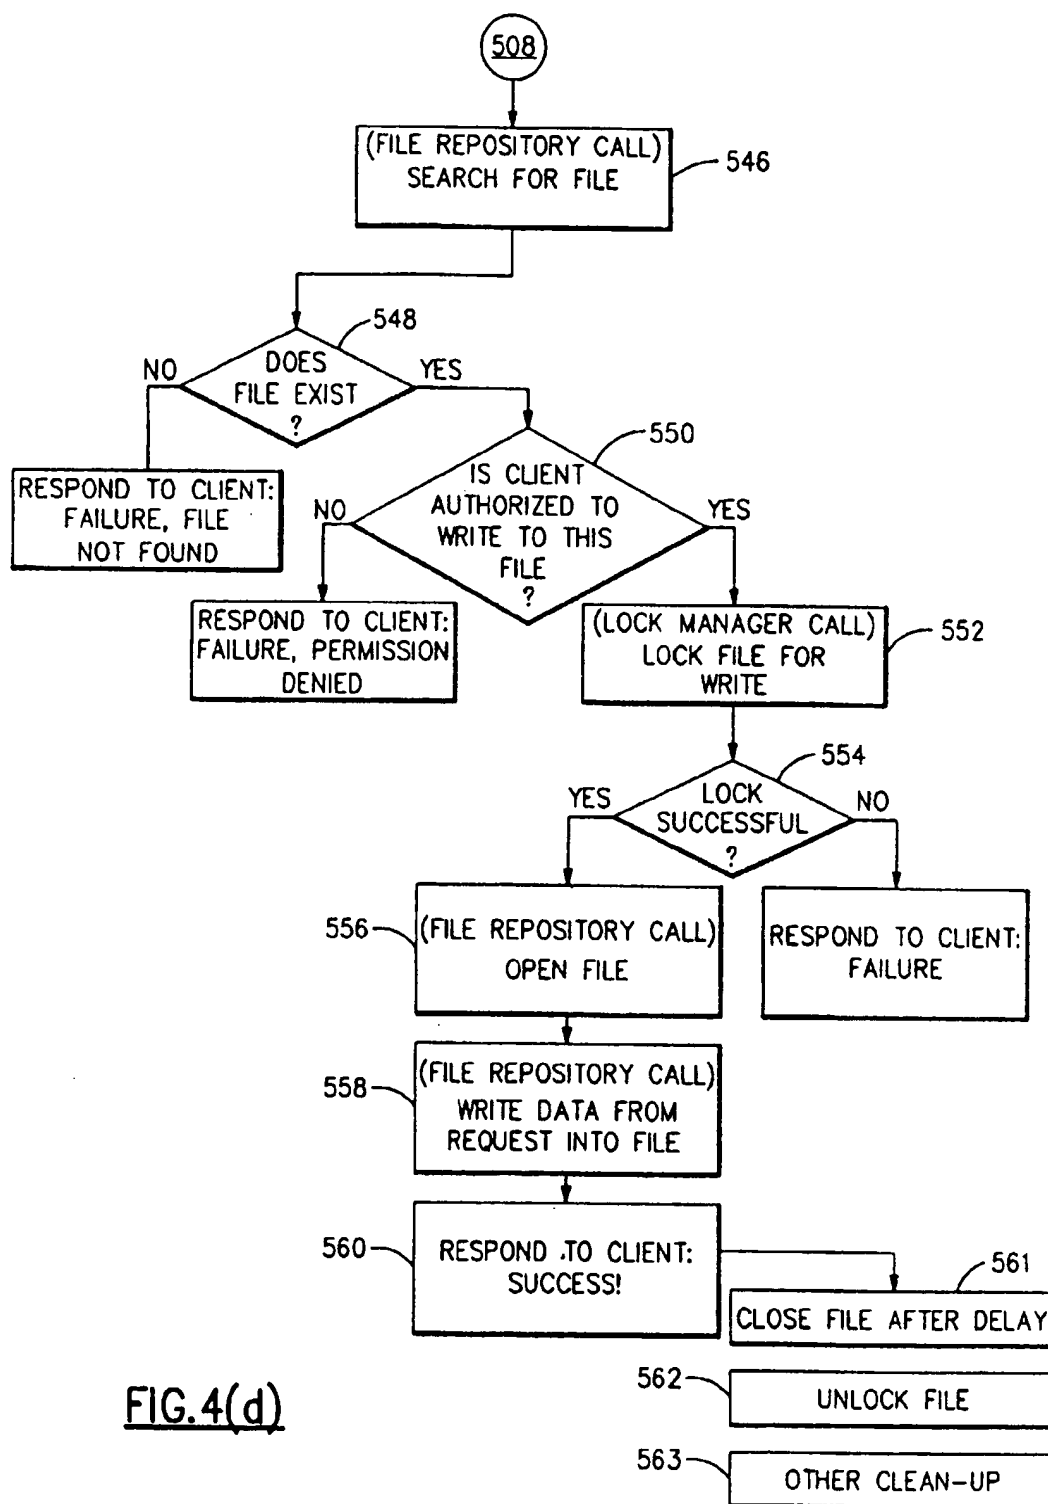 508
(FILE REPOSITORY CALL)
SEARCH FOR FILE
546
548
DOES
FILE EXIST
?
NO
YES
RESPOND TO CLIENT:
FAILURE, FILE
NOT FOUND
550
IS CLIENT
AUTHORIZED TO
WRITE TO THIS
FILE
?
NO
YES
RESPOND TO CLIENT:
FAILURE, PERMISSION
DENIED
(LOCK MANAGER CALL)
LOCK FILE FOR
WRITE
552
554
LOCK
SUCCESSFUL
?
YES
NO
556
(FILE REPOSITORY CALL)
OPEN FILE
RESPOND TO CLIENT:
FAILURE
558
(FILE REPOSITORY CALL)
WRITE DATA FROM
REQUEST INTO FILE
560
RESPOND TO CLIENT:
SUCCESS!
561
CLOSE FILE AFTER DELAY
562
UNLOCK FILE
563
OTHER CLEAN-UP
FIG.4(d)